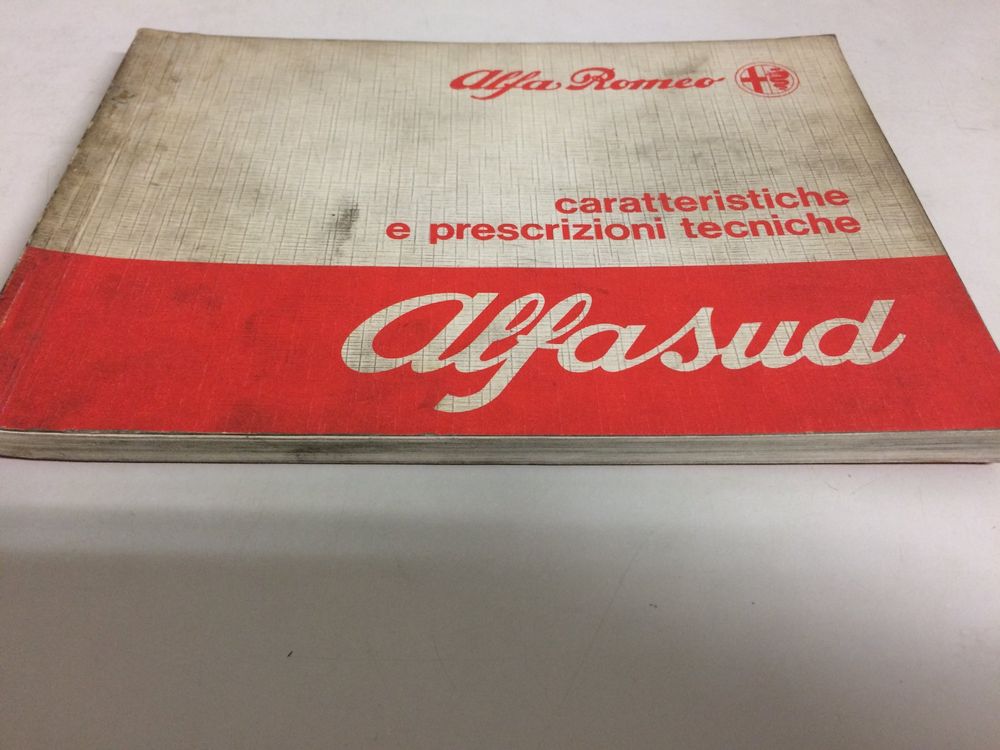 Alfa Romeo
caratteristiche
e prescrizioni tecniche
Alfasud